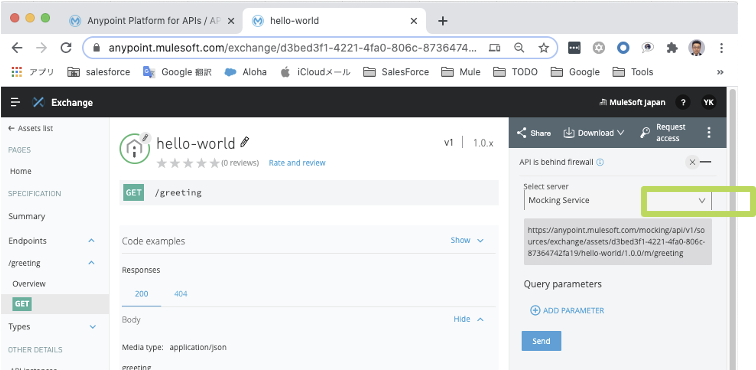 Anypoint Platform for APIs / AP
hello-world
anypoint.mulesoft.com/exchange/d3bed3f1-4221-4fa0-806c-8736474...
アプリ
salesforce
Google 翻訳
Aloha
iCloudメール
SalesForce
Mule
TODO
Google
Tools
»
Exchange
MuleSoft Japan
?
YK
Assets list
PAGES
Home
SPECIFICATION
Summary
Endpoints
/greeting
Overview
GET
Types
OTHER DETAILS
hello-world
v1
1.0.x
(0 reviews)
Rate and review
GET /greeting
Code examples
Show
Responses
200
404
Body
Hide
Media type: application/json
greeting
Share
Download
Request
access
API is behind firewall
Select server
Mocking Service
https://anypoint.mulesoft.com/mocking/api/v1/so
urces/exchange/assets/d3bed3f1-4221-4fa0-806c-
87364742fa19/hello-world/1.0.0/m/greeting
Query parameters
ADD PARAMETER
Send